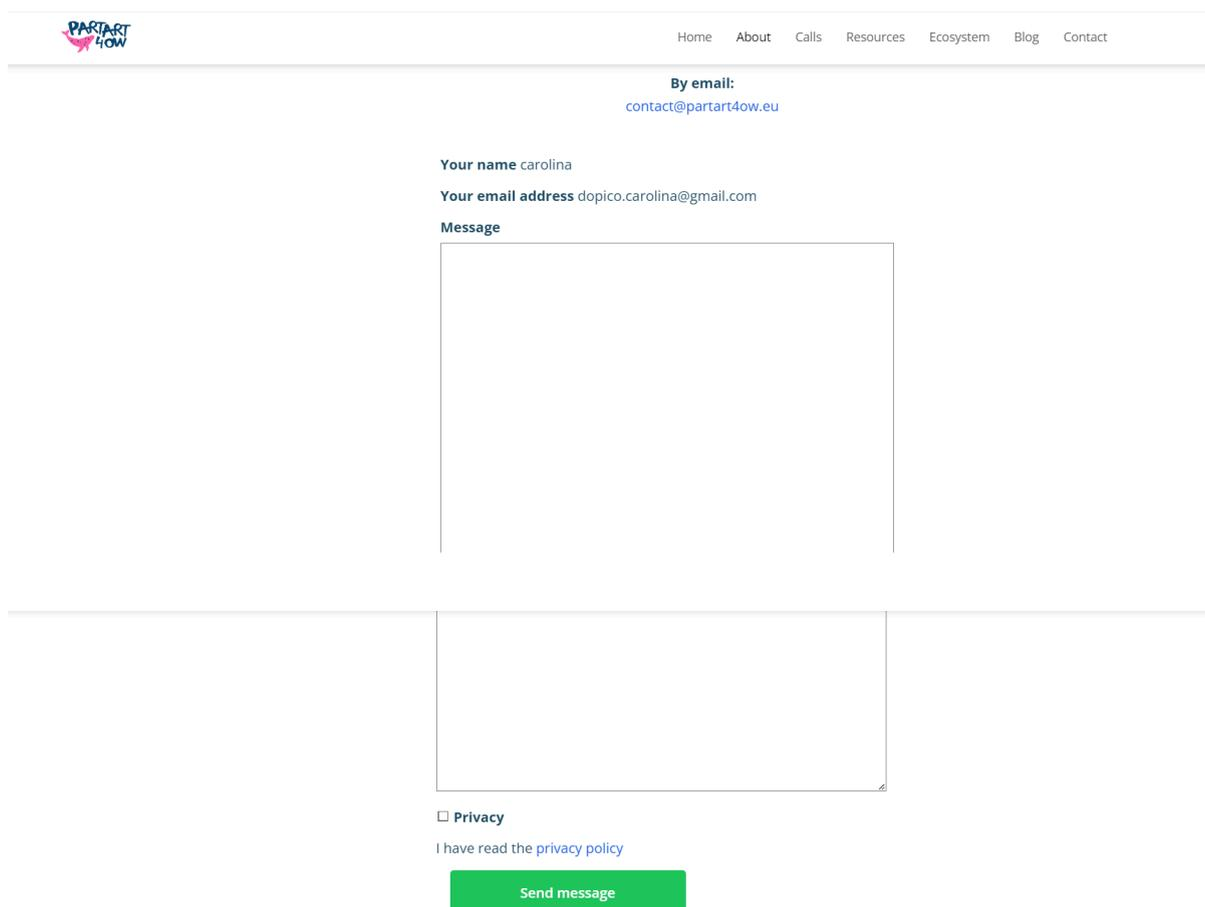 PARTART
4OW
Home About Calls Resources Ecosystem Blog Contact
By email:
contact@partart4ow.eu
Your name carolina
Your email address dopico.carolina@gmail.com
Message
Privacy
I have read the privacy policy
Send message